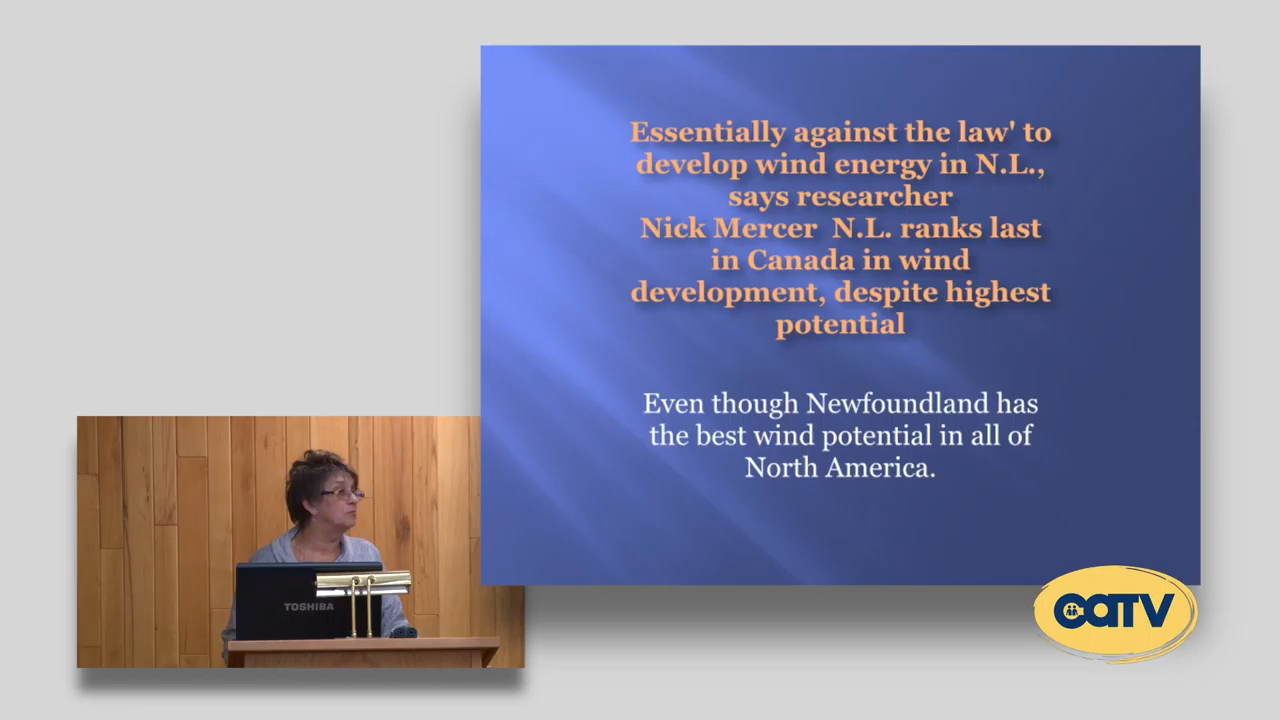 Essentially against the law' to
develop wind energy in N.L.,
says researcher
Nick Mercer N.L. ranks last
in Canada in wind
development, despite highest
potential
Even though Newfoundland has
the best wind potential in all of
North America.
TOSHIBA
CATV